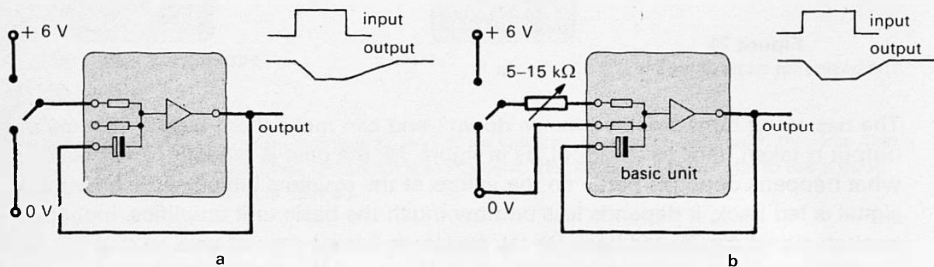 + 6 V
0 V
input
output
output
a
+ 6 V
5–15 kΩ
0 V
basic unit
input
output
output
b